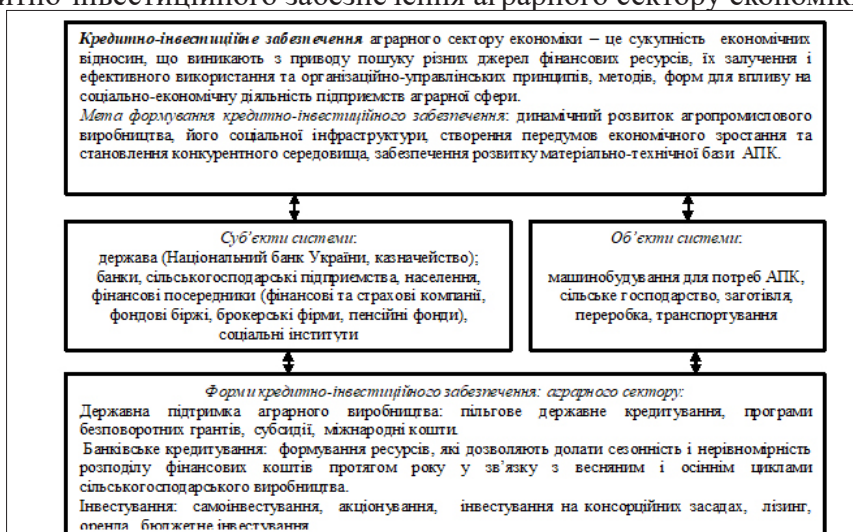 итно-інвестиційного забезпечення аграрного сектору економік
Кредитно-інвестиційне забезпечення аграрного сектору економіки – це сукупність економічних
відносин, що виникають з приводу пошуку різних джерел фінансових ресурсів, їх залучення і
ефективного використання та організаційно-управлінських принципів, методів, форм для впливу на
соціально-економічну діяльність підприємств аграрної сфери.
Мета формування кредитно-інвестиційного забезпечення: динамічний розвиток агропромислового
виробництва, його соціальної інфраструктури, створення передумов економічного зростання та
становлення конкурентного середовища, забезпечення розвитку матеріально-технічної бази АПК.
Суб’єкти системи:
держава (Національний банк України, казначейство);
банки, сільськогосподарські підприємства, населення,
фінансові посередники (фінансові та страхові компанії,
фондові біржі, брокерські фірми, пенсійні фонди),
соціальні інститути
Об’єкти системи:
машинобудування для потреб АПК,
сільське господарство, заготівля,
переробка, транспортування
Форми кредитно-інвестиційного забезпечення: аграрного сектору:
Державна підтримка аграрного виробництва: пільгове державне кредитування, програми
безповоротних грантів, субсидії, міжнародні кошти.
Банківське кредитування: формування ресурсів, які дозволяють долати сезонність і нерівномірність
розподілу фінансових коштів протягом року у зв’язку з весняним і осіннім циклами
сільськогосподарського виробництва.
Інвестування: самоінвестування, акціонування, інвестування на консорційних засадах, лізинг,
оренда, бюджетне інвестування